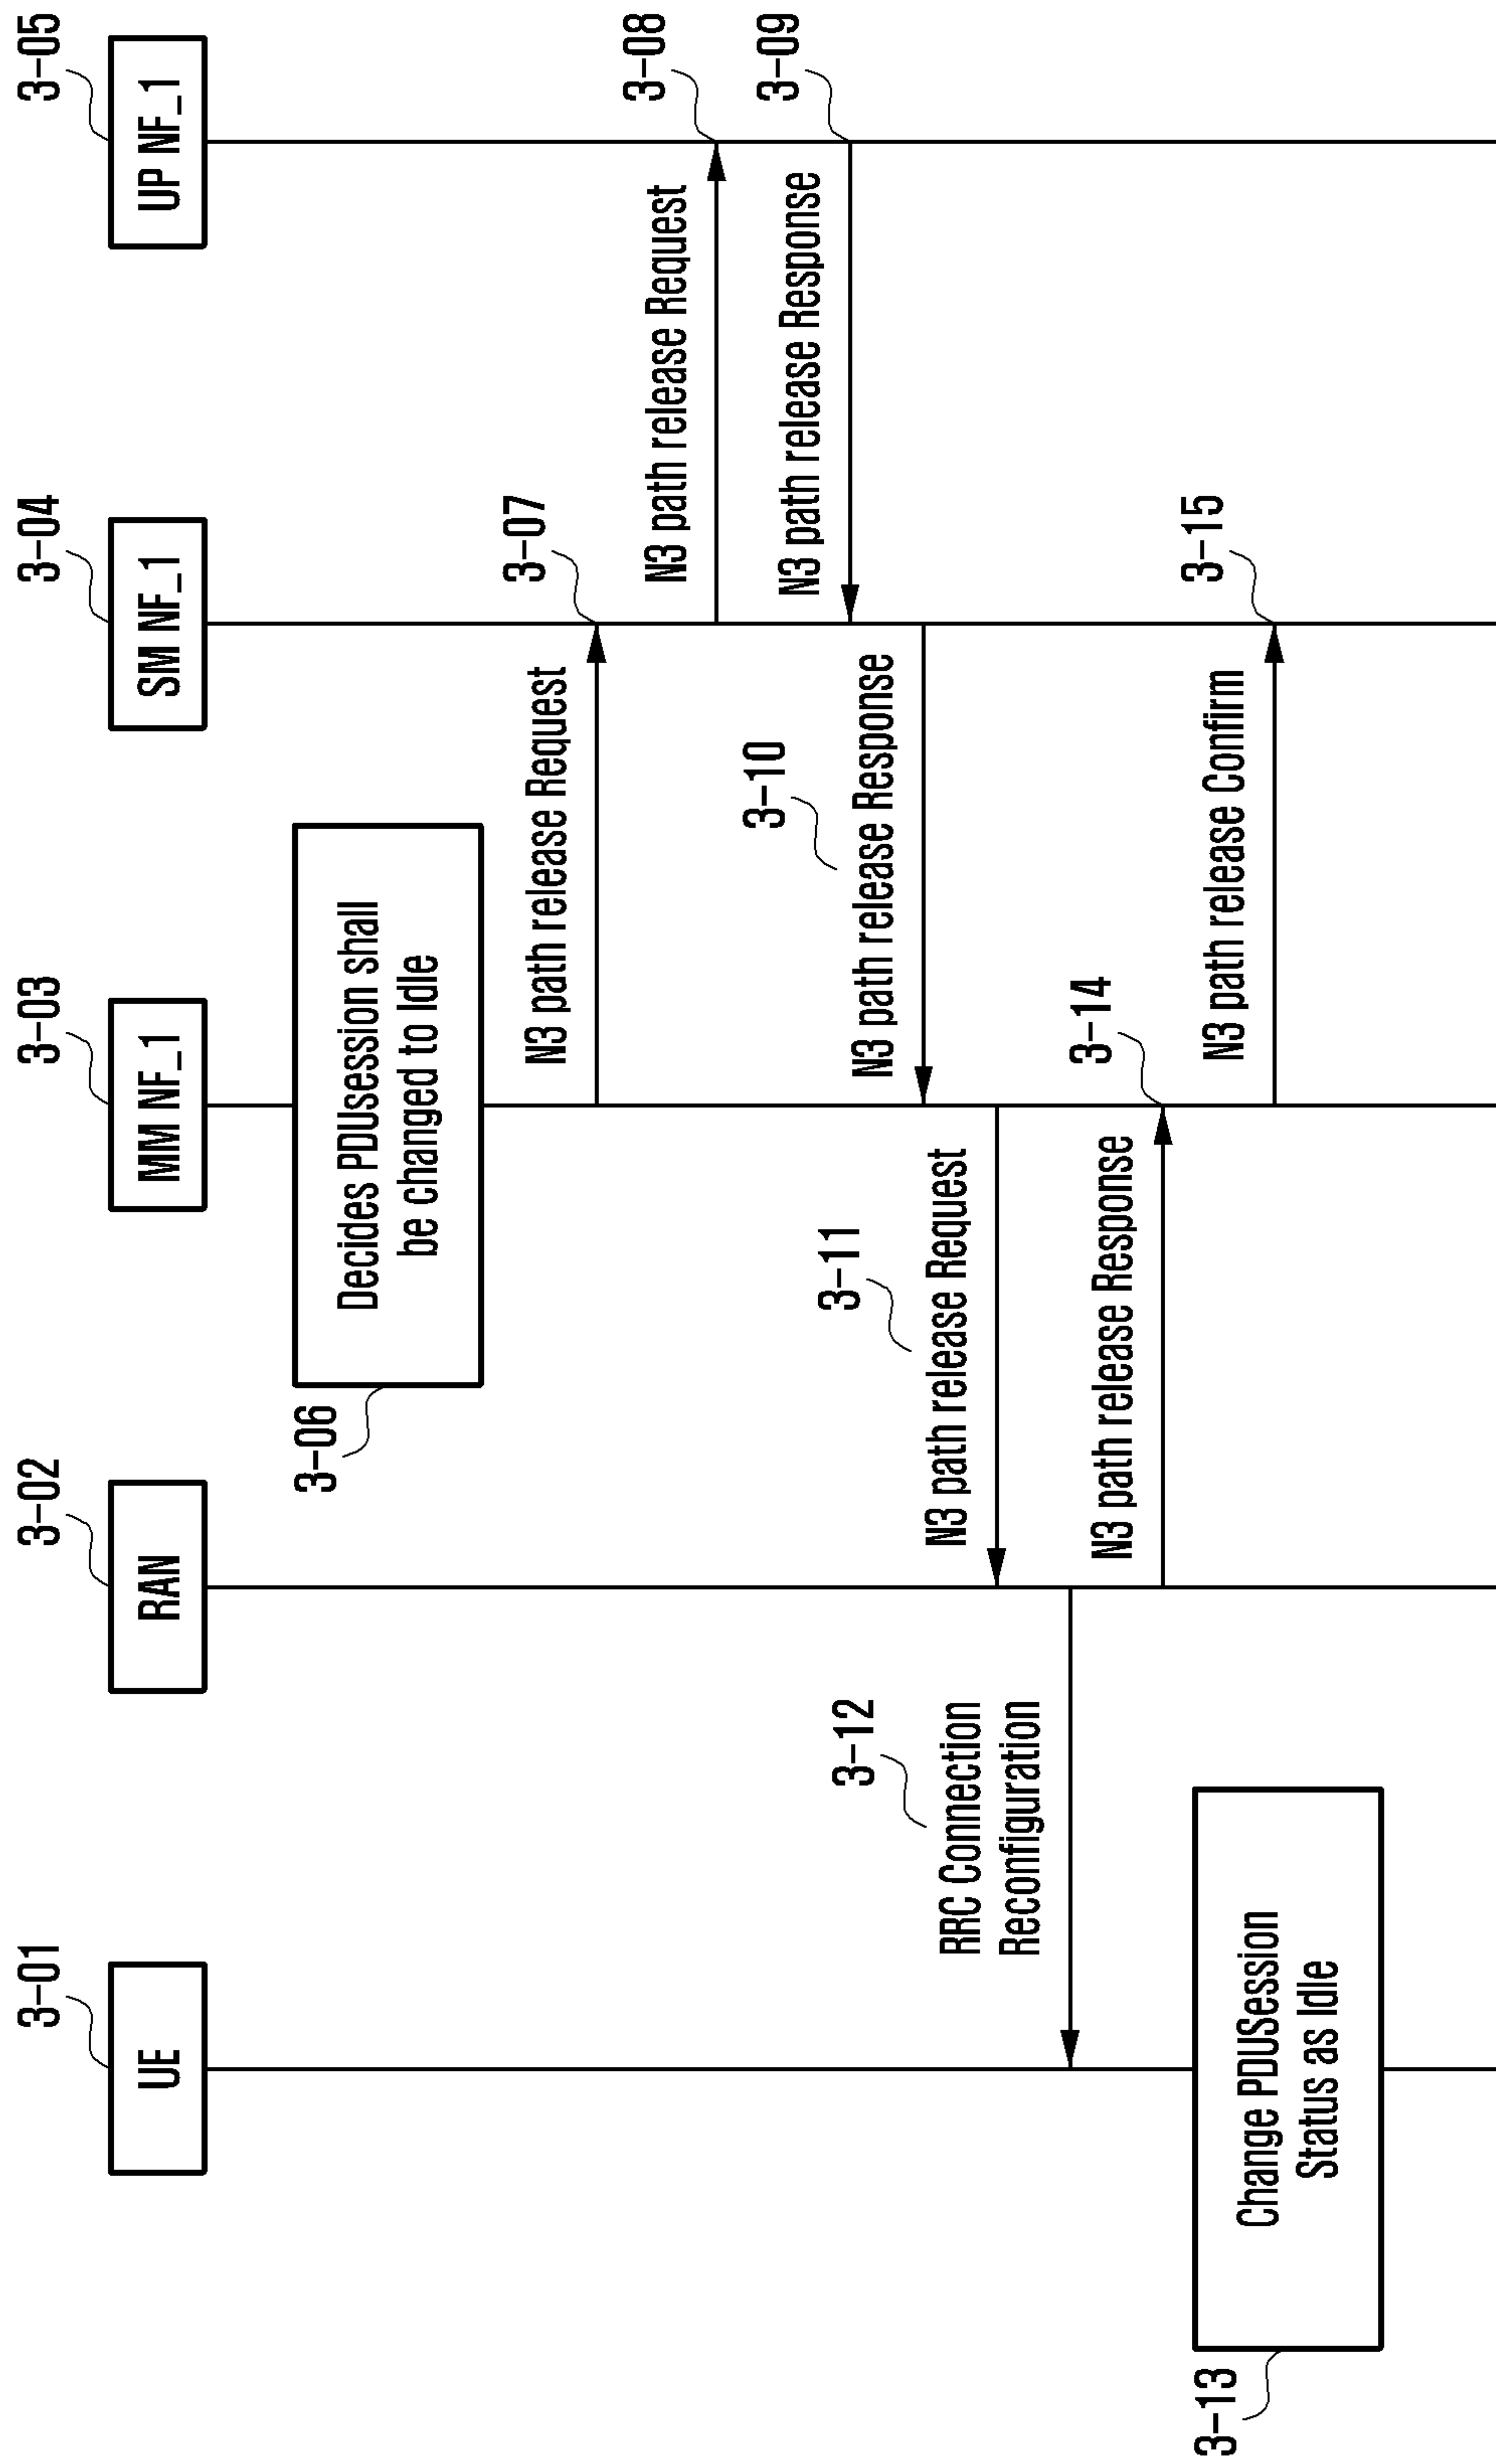 3-01
3-02
3-03
3-04
3-05
UE
RAN
MM NF_1
SM NF_1
UP NF_1
3-06
Decides PDUsession shall
be changed to Idle
3-07
N3 path release Request
3-08
N3 path release Request
3-09
N3 path release Response
3-10
N3 path release Response
3-11
N3 path release Request
3-12
RRC Connection
Reconfiguration
3-14
N3 path release Response
3-13
Change PDUSession
Status as Idle
3-15
N3 path release Confirm